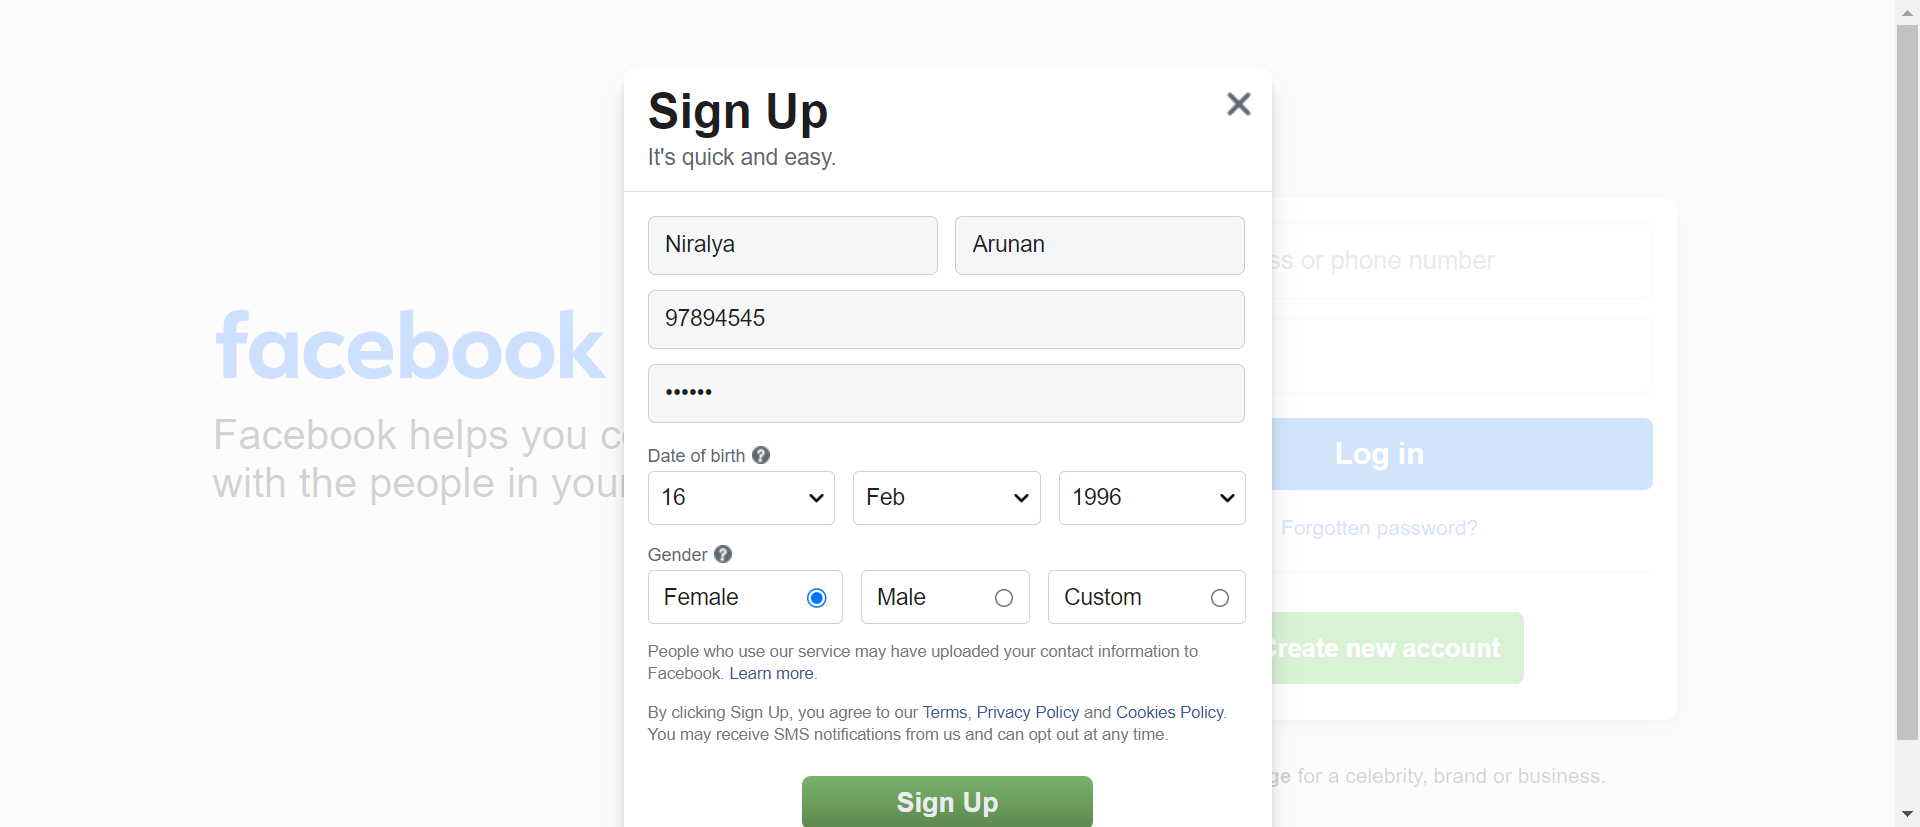 Sign Up
It's quick and easy.
Niralya Arunan
97894545
••••••
Date of birth ?
16 Feb 1996
Gender ?
Female Male Custom
People who use our service may have uploaded your contact information to
Facebook. Learn more.
By clicking Sign Up, you agree to our Terms, Privacy Policy and Cookies Policy.
You may receive SMS notifications from us and can opt out at any time.
Sign Up
facebook
Facebook helps you
with the people in your
or phone number
Log in
Forgotten password?
Create new account
for a celebrity, brand or business.